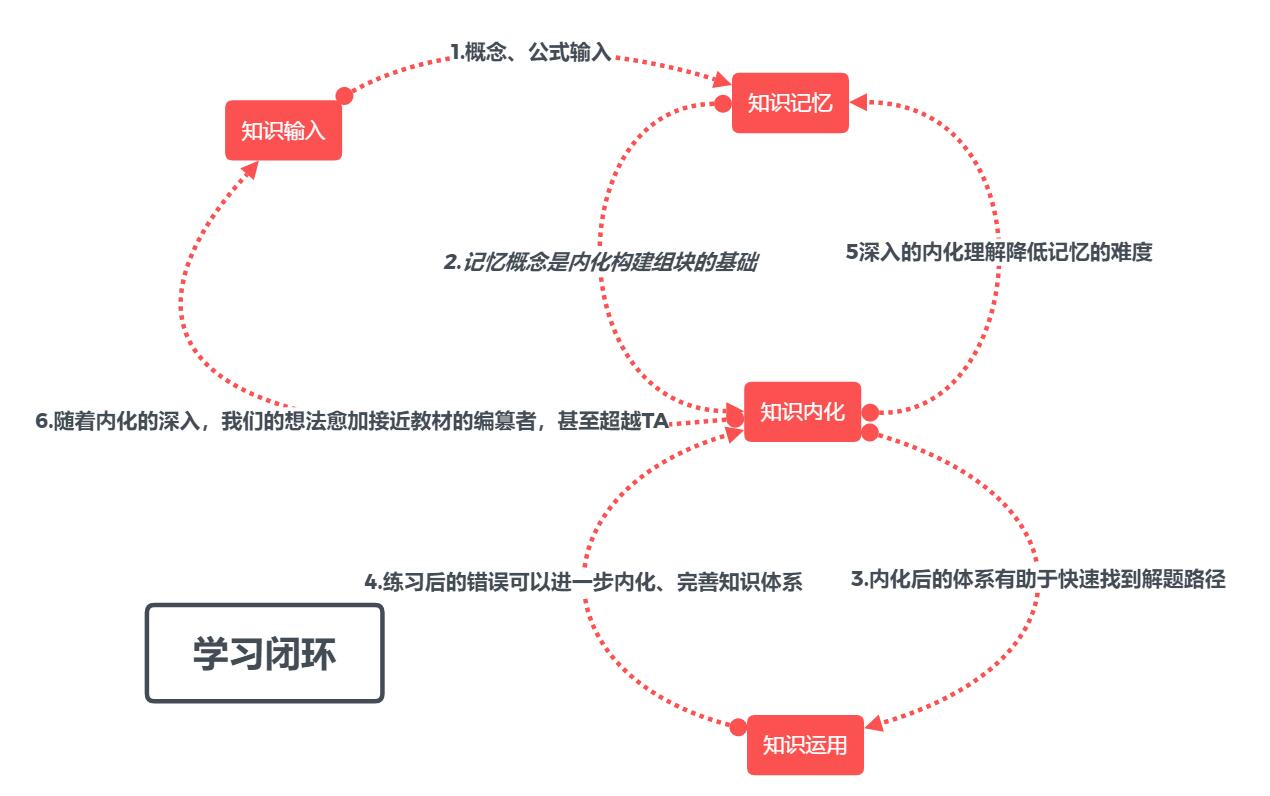 1.概念、公式输入
知识记忆
知识输入
2.记忆概念是内化构建组块的基础
5深入的内化理解降低记忆的难度
知识内化
6.随着内化的深入，我们的想法愈加接近教材的编篡者，甚至超越TA
4.练习后的错误可以进一步内化、完善知识体系
3.内化后的体系有助于快速找到解题路径
学习闭环
知识运用